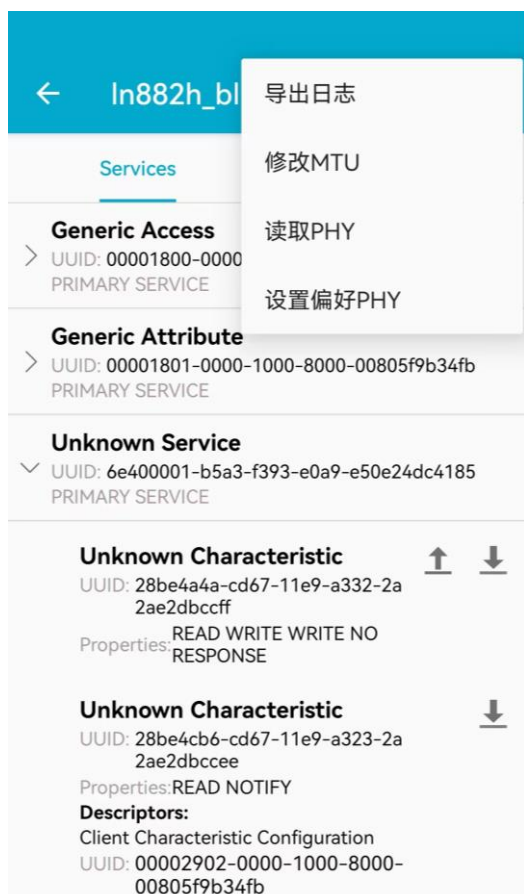 ln882h_bl
导出日志
修改MTU
读取PHY
设置偏好PHY
Services
Generic Access
UUID: 00001800-0000
PRIMARY SERVICE
Generic Attribute
UUID: 00001801-0000-1000-8000-00805f9b34fb
PRIMARY SERVICE
Unknown Service
UUID: 6e400001-b5a3-f393-e0a9-e50e24dc4185
PRIMARY SERVICE
Unknown Characteristic
UUID: 28be4a4a-cd67-11e9-a332-2a
2ae2dbccff
Properties:READ WRITE WRITE NO
RESPONSE
Unknown Characteristic
UUID: 28be4cb6-cd67-11e9-a323-2a
2ae2dbccee
Properties:READ NOTIFY
Descriptors:
Client Characteristic Configuration
UUID: 00002902-0000-1000-8000-
00805f9b34fb